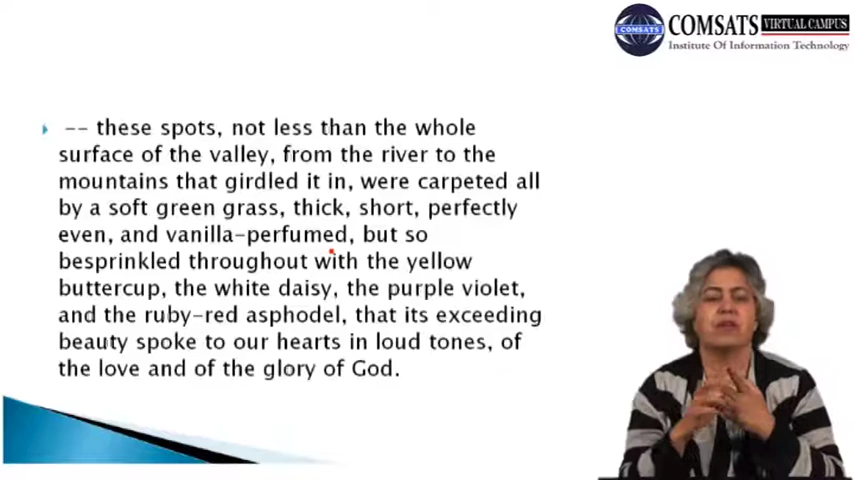 COMSATS
COMSATS VIRTUAL CAMPUS
Institute Of Information Technology
-- these spots, not less than the whole
surface of the valley, from the river to the
mountains that girdled it in, were carpeted all
by a soft green grass, thick, short, perfectly
even, and vanilla-perfumed, but so
besprinkled throughout with the yellow
buttercup, the white daisy, the purple violet,
and the ruby-red asphodel, that its exceeding
beauty spoke to our hearts in loud tones, of
the love and of the glory of God.